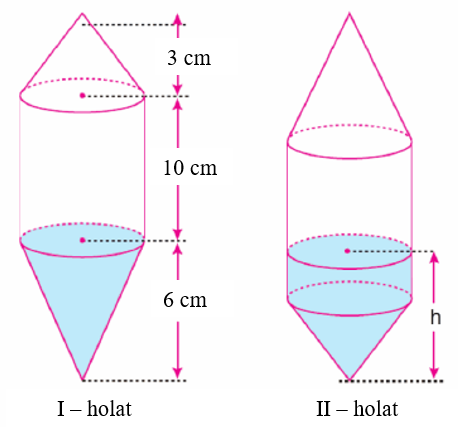 3 cm
10 cm
6 cm
h
I – holat
II – holat